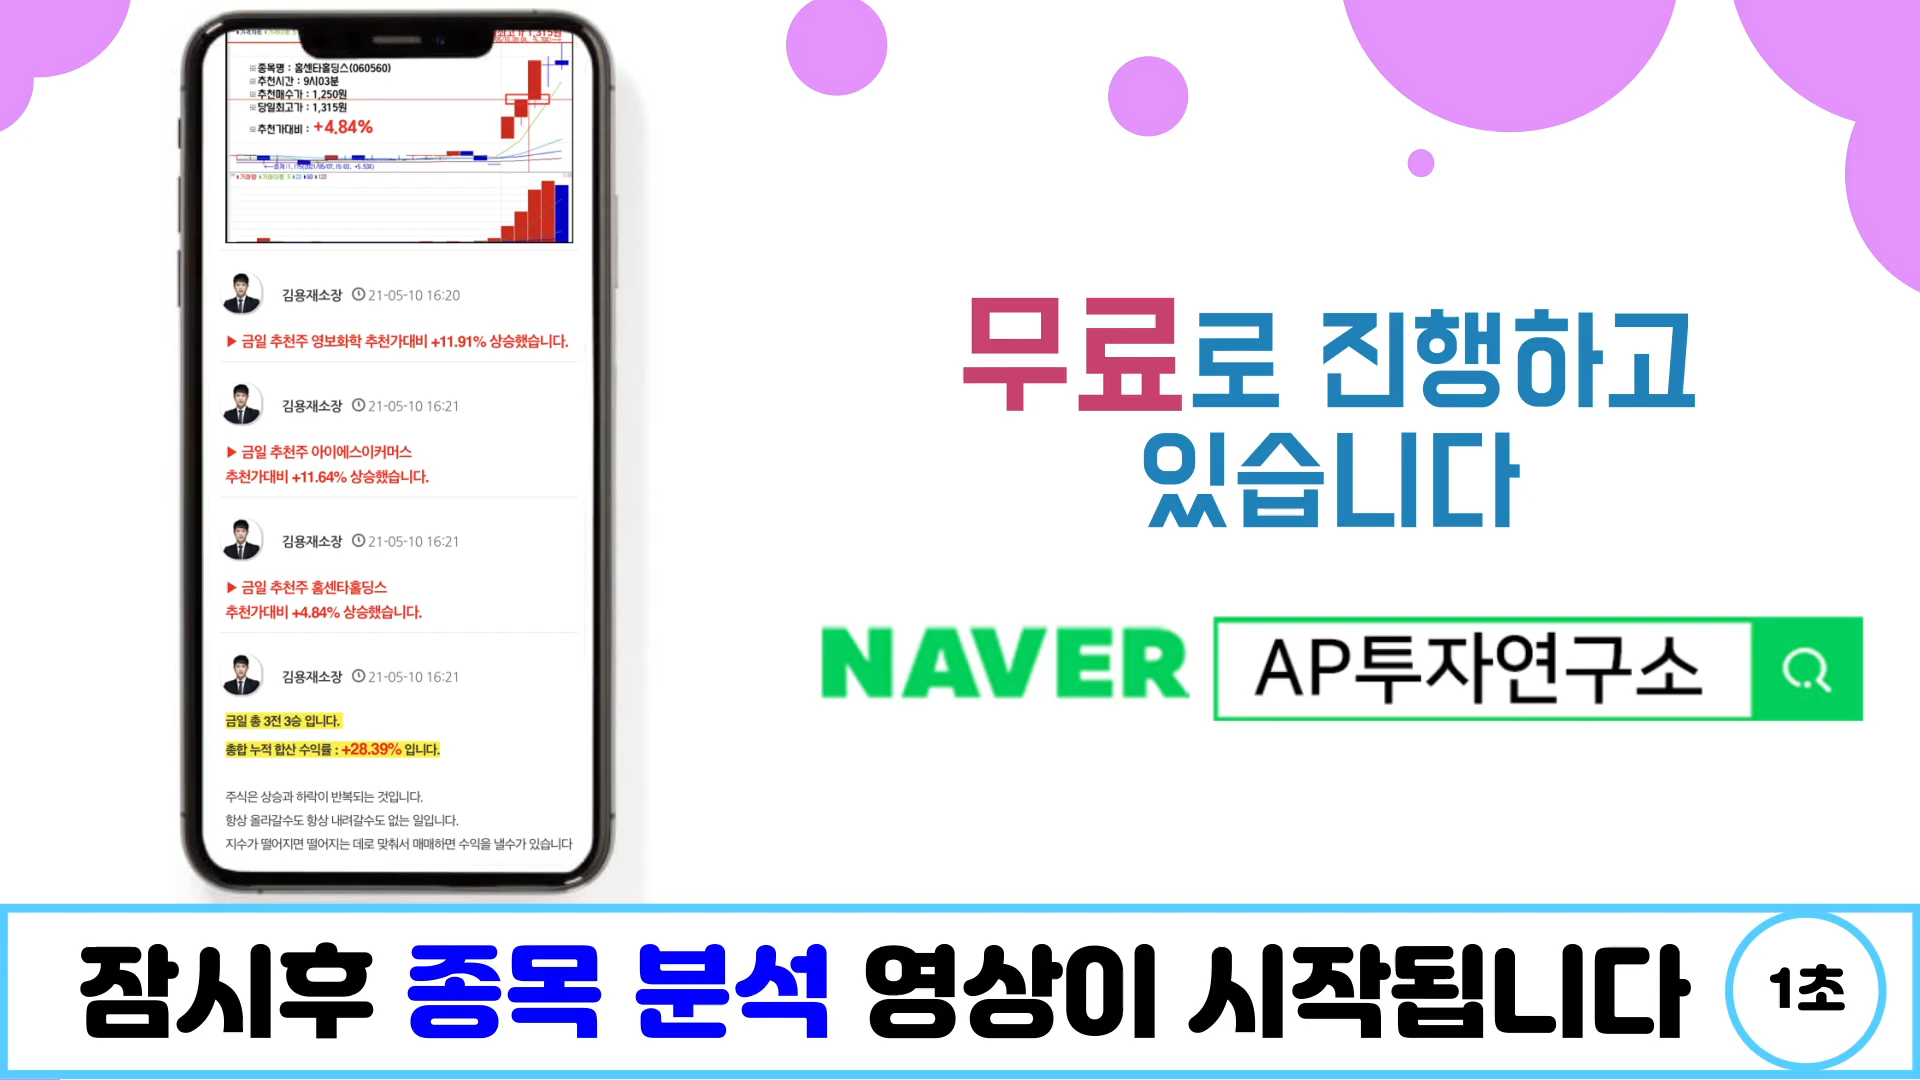 ※종목명 : 홈센타홀딩스(060560)
※추천시간 : 9시03분
※추천매수가 : 1,250원
※당일최고가 : 1,315원
※추천가대비 : +4.84%
김용재소장 21-05-10 16:20
▶ 금일 추천주 영보화학 추천가대비 +11.91% 상승했습니다.
김용재소장 21-05-10 16:21
▶ 금일 추천주 아이에스이커머스
추천가대비 +11.64% 상승했습니다.
김용재소장 21-05-10 16:21
▶ 금일 추천주 홈센타홀딩스
추천가대비 +4.84% 상승했습니다.
김용재소장 21-05-10 16:21
금일 총 3전 3승 입니다.
총합 누적 합산 수익률 : +28.39% 입니다.
주식은 상승과 하락이 반복되는 것입니다.
항상 올라갈수도 항상 내려갈수도 없는 일입니다.
지수가 떨어지면 떨어지는 데로 맞춰서 매매하면 수익을 낼수가 있습니다
무료로 진행하고
있습니다
NAVER AP투자연구소
잠시후 종목 분석 영상이 시작됩니다 1초